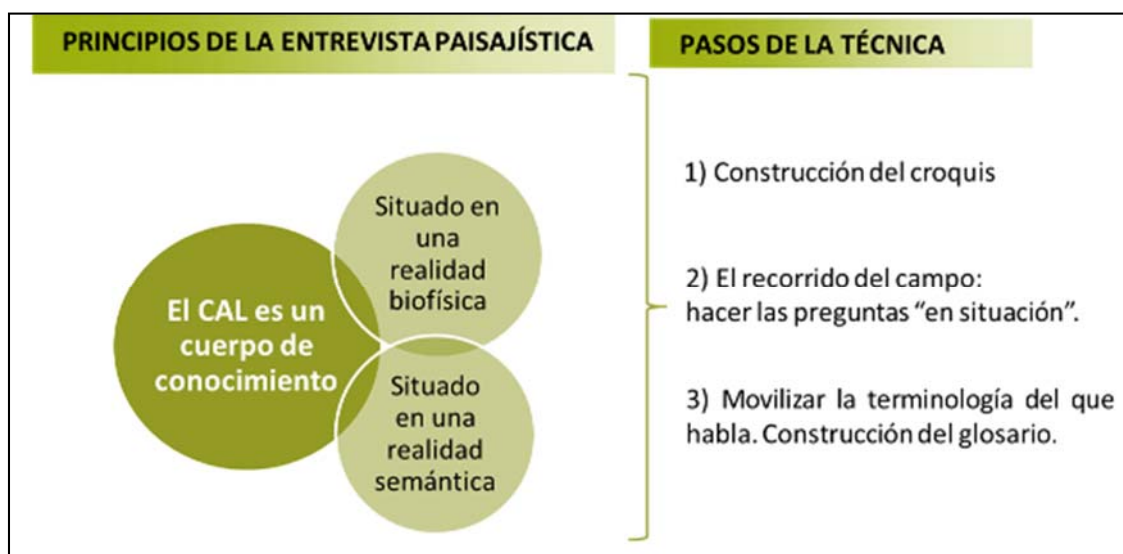 PRINCIPIOS DE LA ENTREVISTA PAISAJÍSTICA
El CAL es un
cuerpo de
conocimiento
Situado en
una
realidad
biofísica
Situado
en una
realidad
semántica
PASOS DE LA TÉCNICA
1) Construcción del croquis
2) El recorrido del campo:
hacer las preguntas “en situación”.
3) Movilizar la terminología del que
habla. Construcción del glosario.